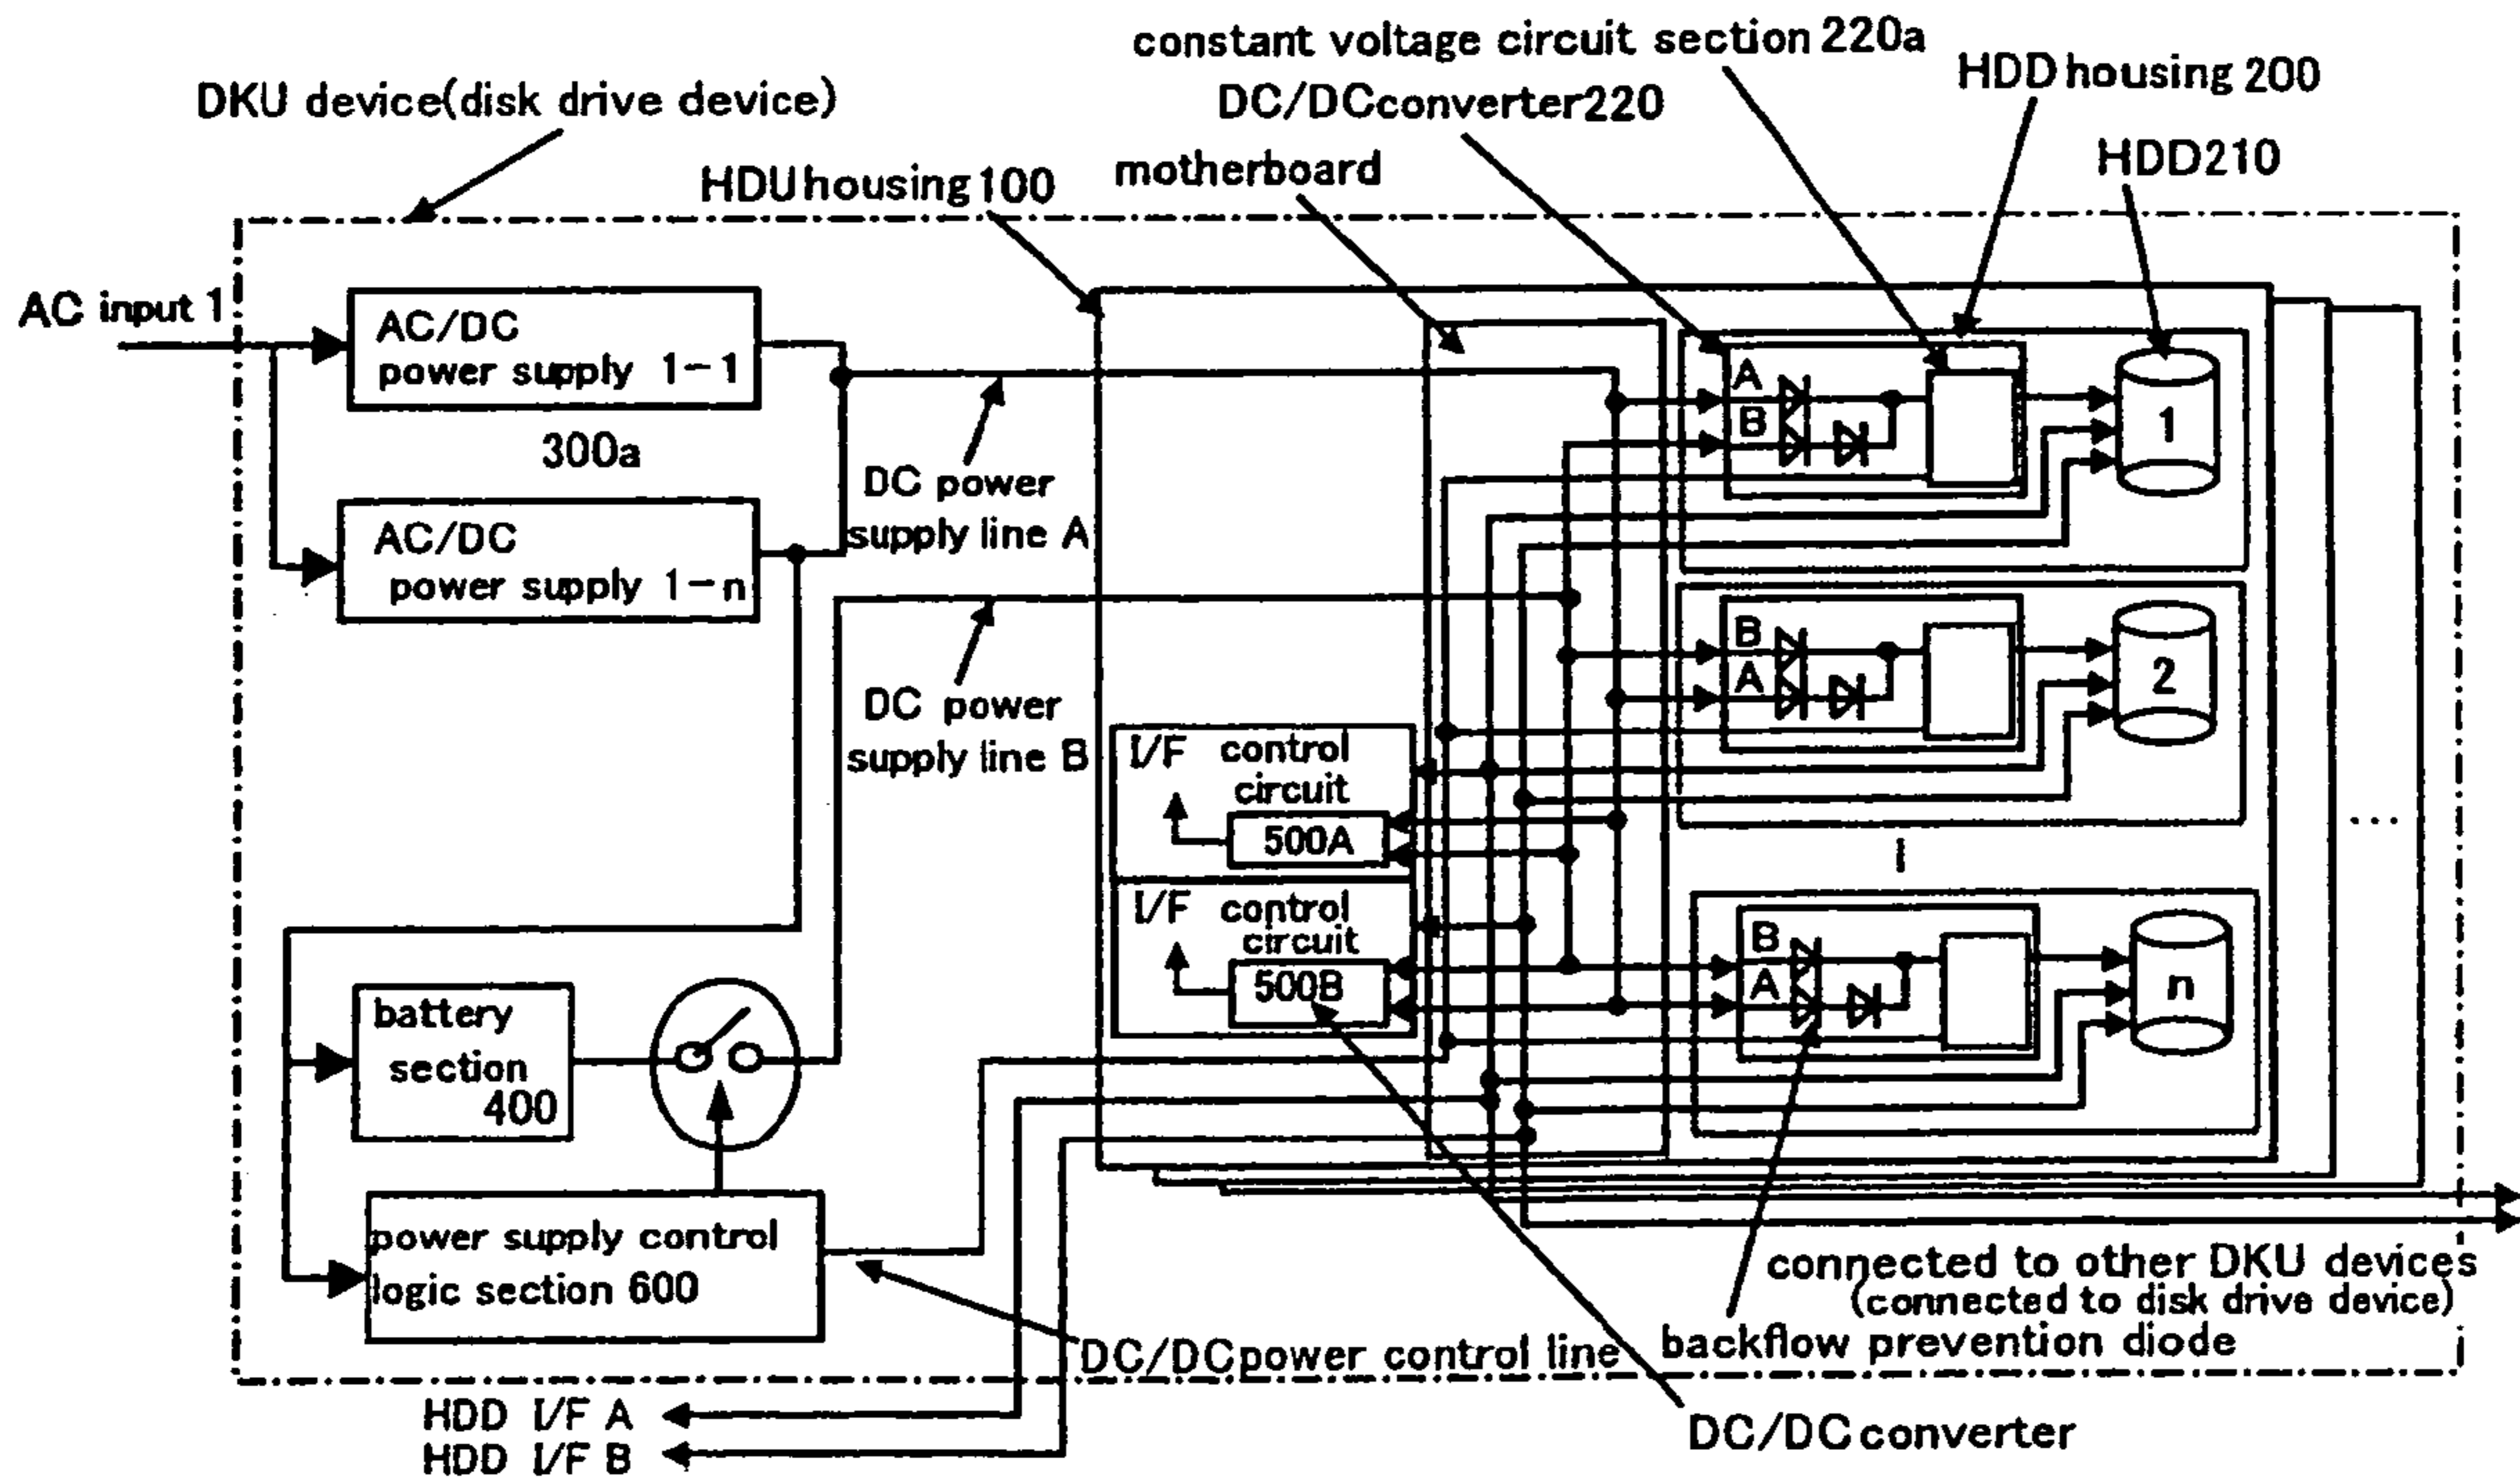 constant voltage circuit section 220a
DKU device(disk drive device)
DC/DCconverter220
HDD housing 200
HDUhousing100
motherboard
HDD210
AC input 1
AC/DC
power supply 1-1
300a
AC/DC
power supply 1-n
DC power
supply line A
DC power
supply line B
A
B
1
B
A
2
I/F control
circuit
500A
I/F control
circuit
500B
B
A
n
...
battery
section
400
power supply control
logic section 600
connected to other DKU devices
(connected to disk drive device)
backflow prevention diode
DC/DCpower control line
DC/DCconverter
HDD I/F A
HDD I/F B